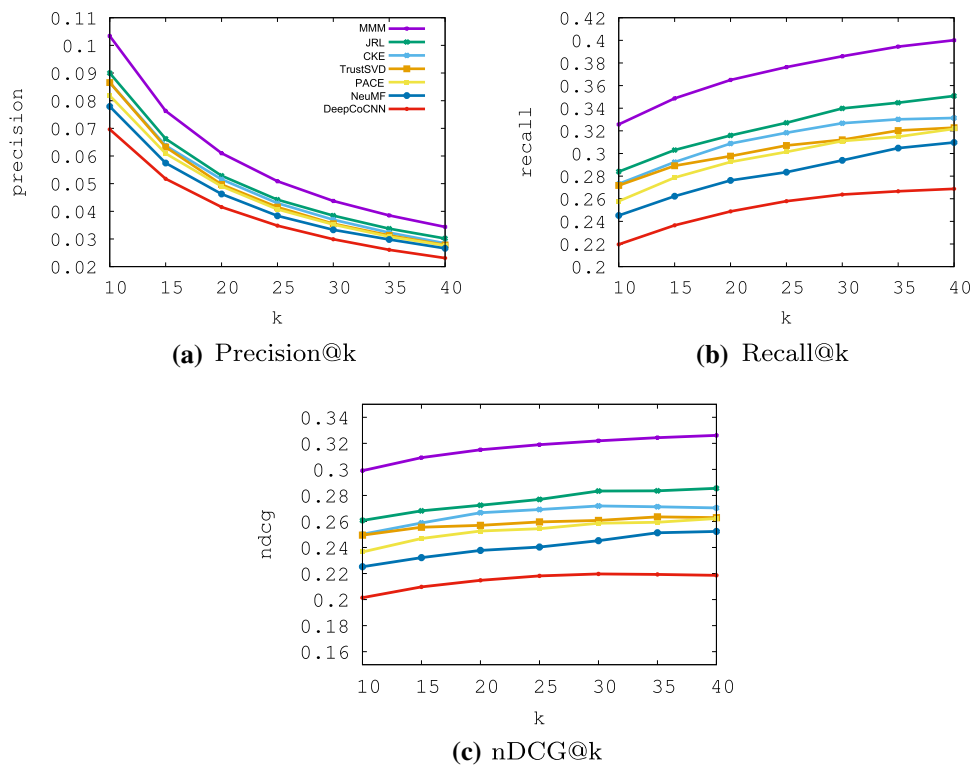 0.12
0.11
0.1
0.09
0.08
0.07
0.06
0.05
0.04
0.03
0.02
precision
10 15 20 25 30 35 40
k
MMM
JRL
CKE
TrustSVD
PACE
NeuMF
DeepCoCNN
(a) Precision@k
0.42
0.4
0.38
0.36
0.34
0.32
0.3
0.28
0.26
0.24
0.22
0.2
recall
10 15 20 25 30 35 40
k
(b) Recall@k
0.34
0.32
0.3
0.28
0.26
0.24
0.22
0.2
0.18
0.16
ndcg
10 15 20 25 30 35 40
k
(c) nDCG@k